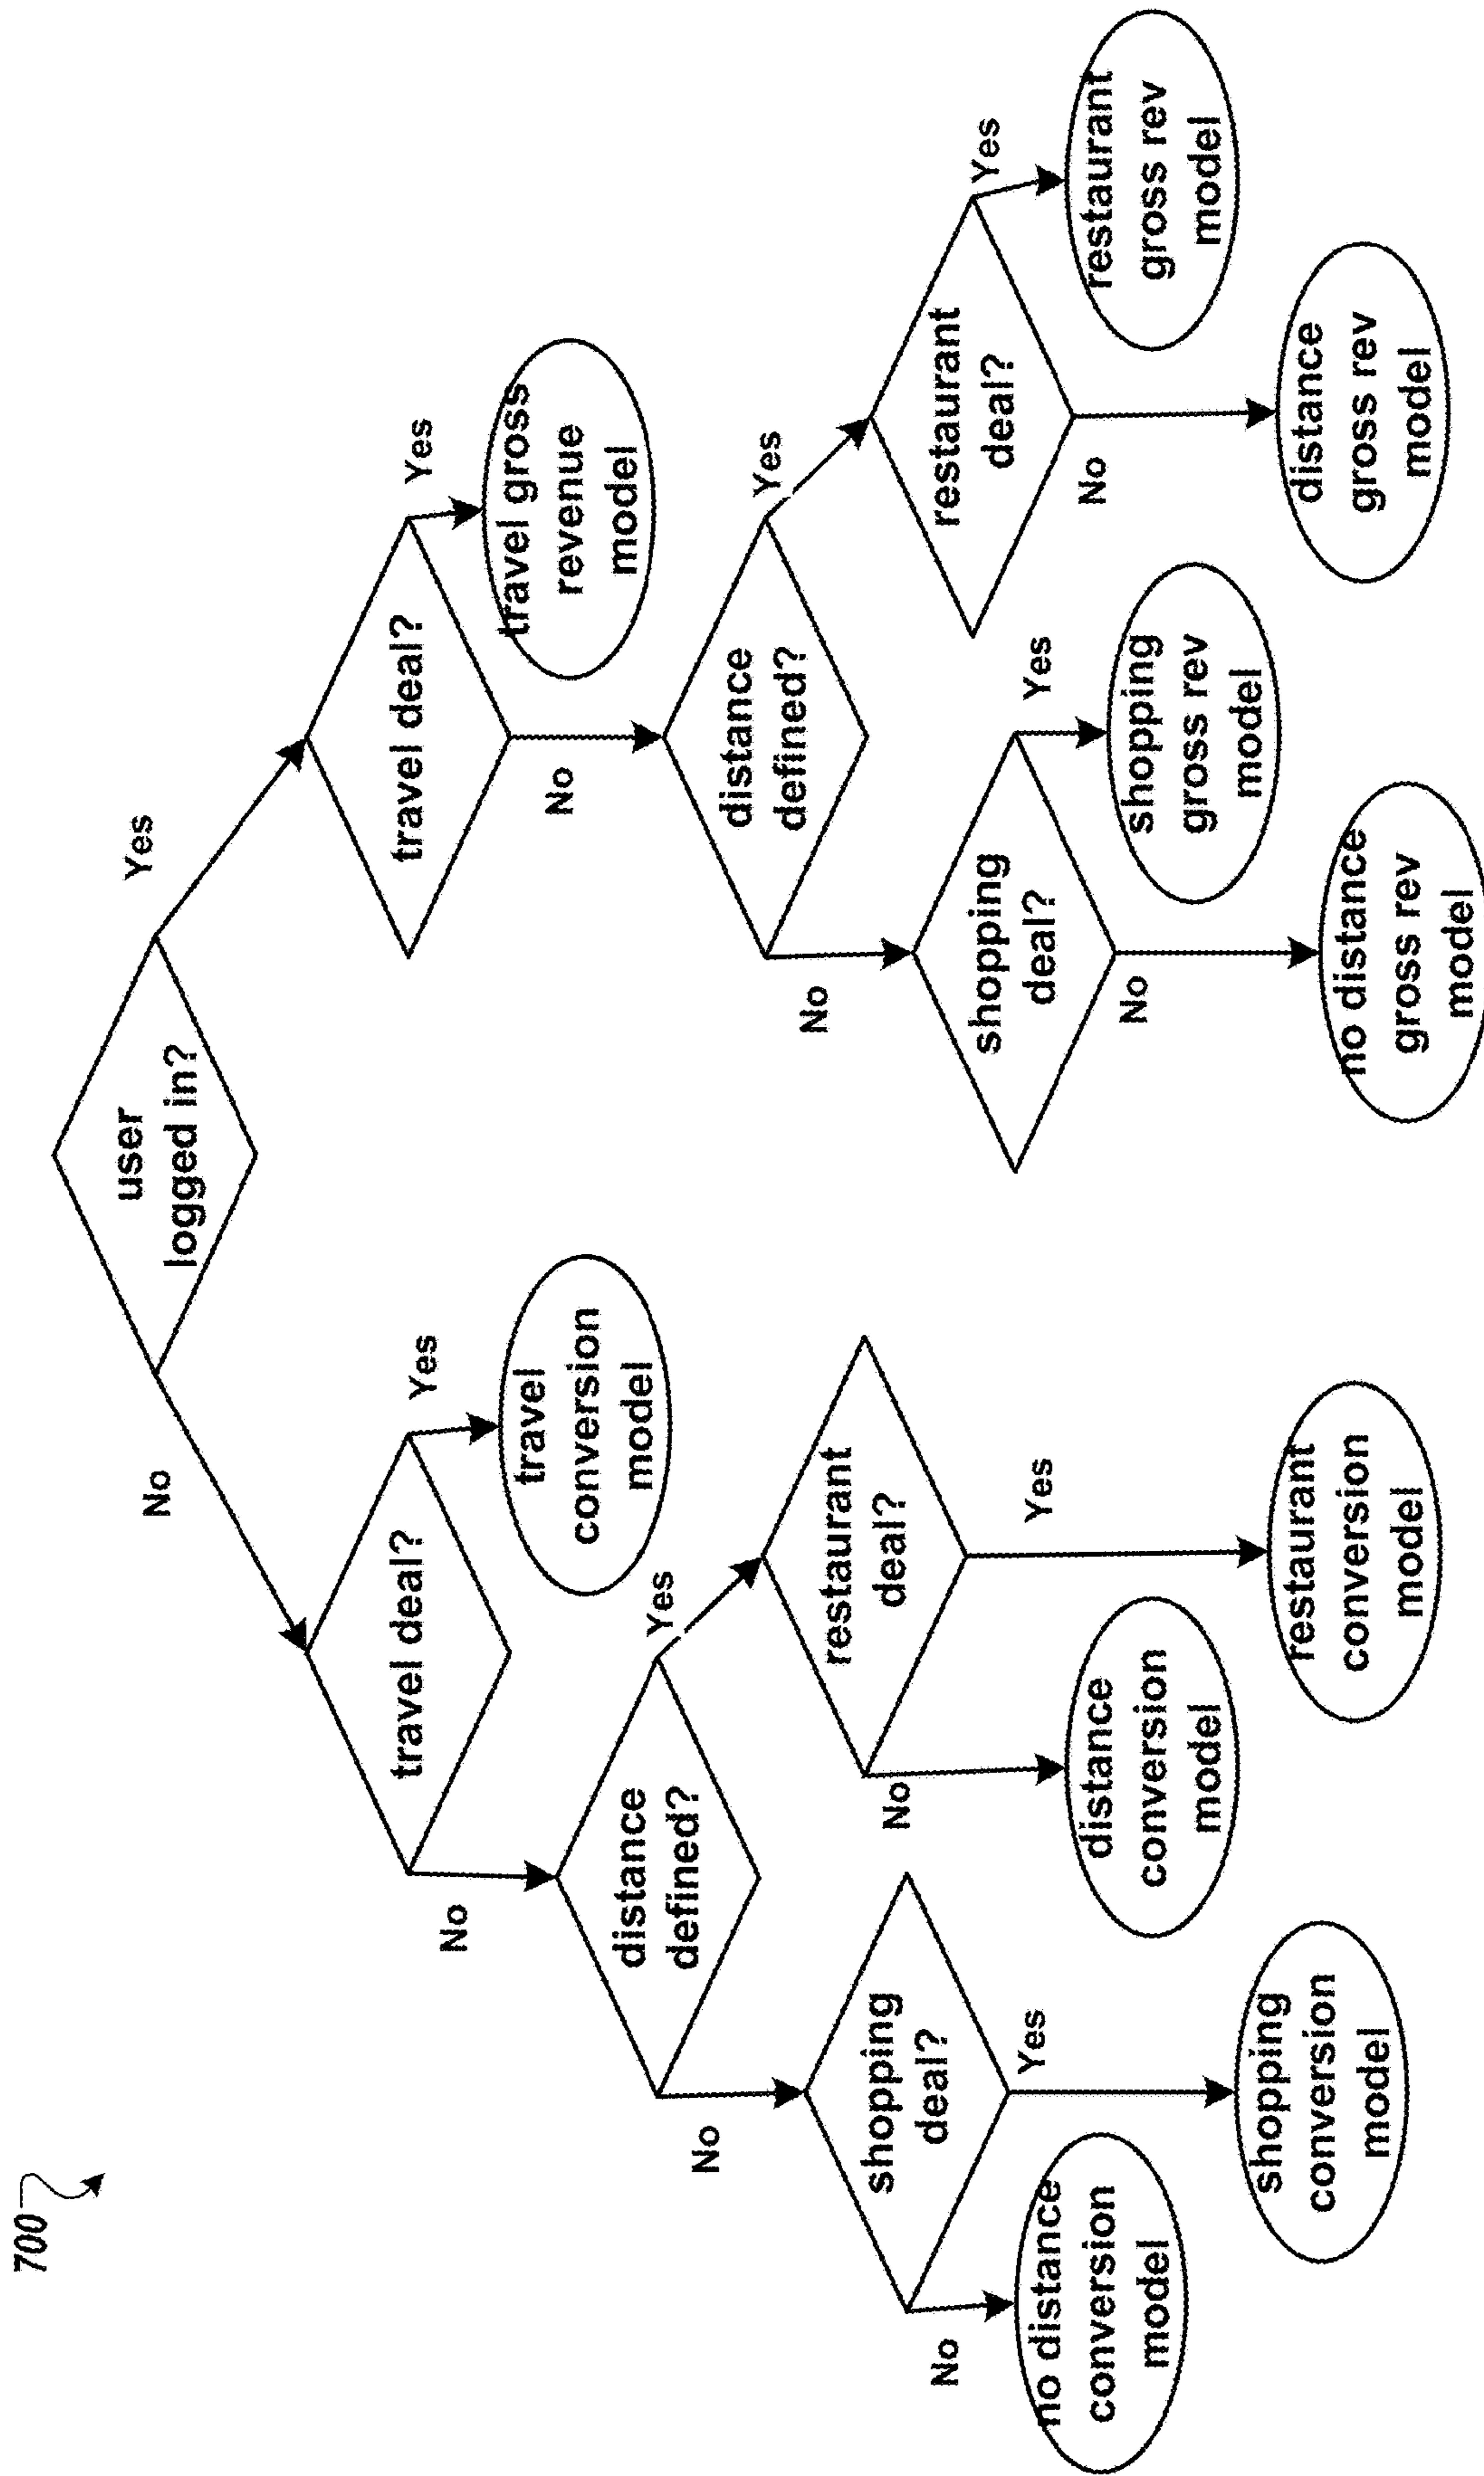 700
user
logged in?
No
Yes
travel deal?
Yes
No
travel
conversion
model
travel deal?
Yes
No
travel gross
revenue
model
distance
defined?
Yes
No
distance
defined?
Yes
No
shopping
deal?
No
Yes
restaurant
deal?
No
Yes
shopping
deal?
Yes
No
restaurant
deal?
Yes
No
no distance
conversion
model
shopping
conversion
model
distance
conversion
model
restaurant
conversion
model
no distance
gross rev
model
shopping
gross rev
model
distance
gross rev
model
restaurant
gross rev
model